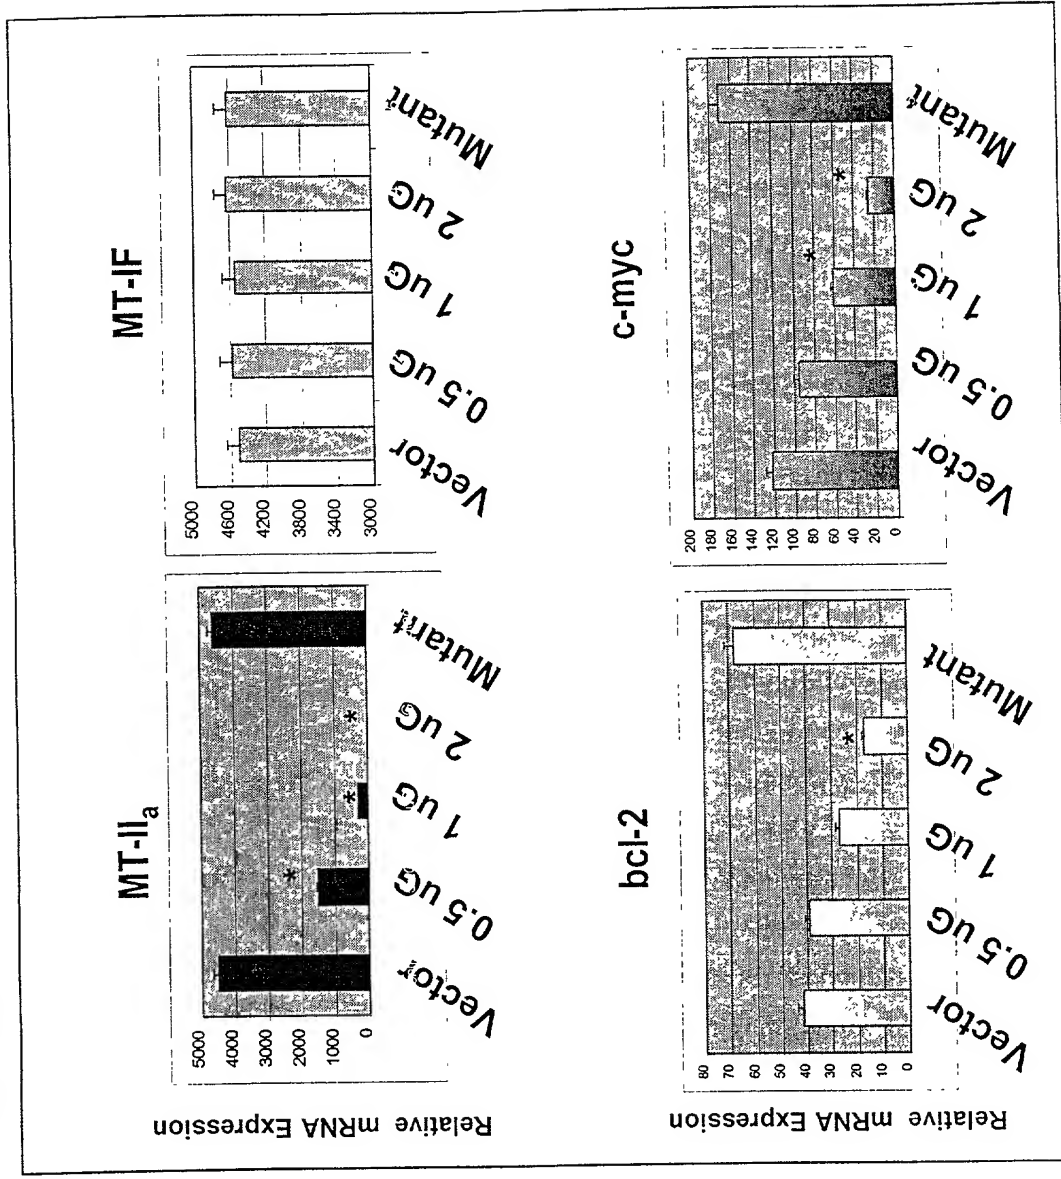 MT-IIa
5000
4000
3000
2000
1000
0
Relative mRNA Expression
Vector
0.5 uG
1 uG
2 uG
Mutant
*
*
*
MT-IF
5000
4600
4200
3800
3400
3000
Vector
0.5 uG
1 uG
2 uG
Mutant
bcl-2
80
70
60
50
40
30
20
10
0
Relative mRNA Expression
Vector
0.5 uG
1 uG
2 uG
Mutant
*
c-myc
200
180
160
140
120
100
80
60
40
20
0
Vector
0.5 uG
1 uG
2 uG
Mutant
*
*